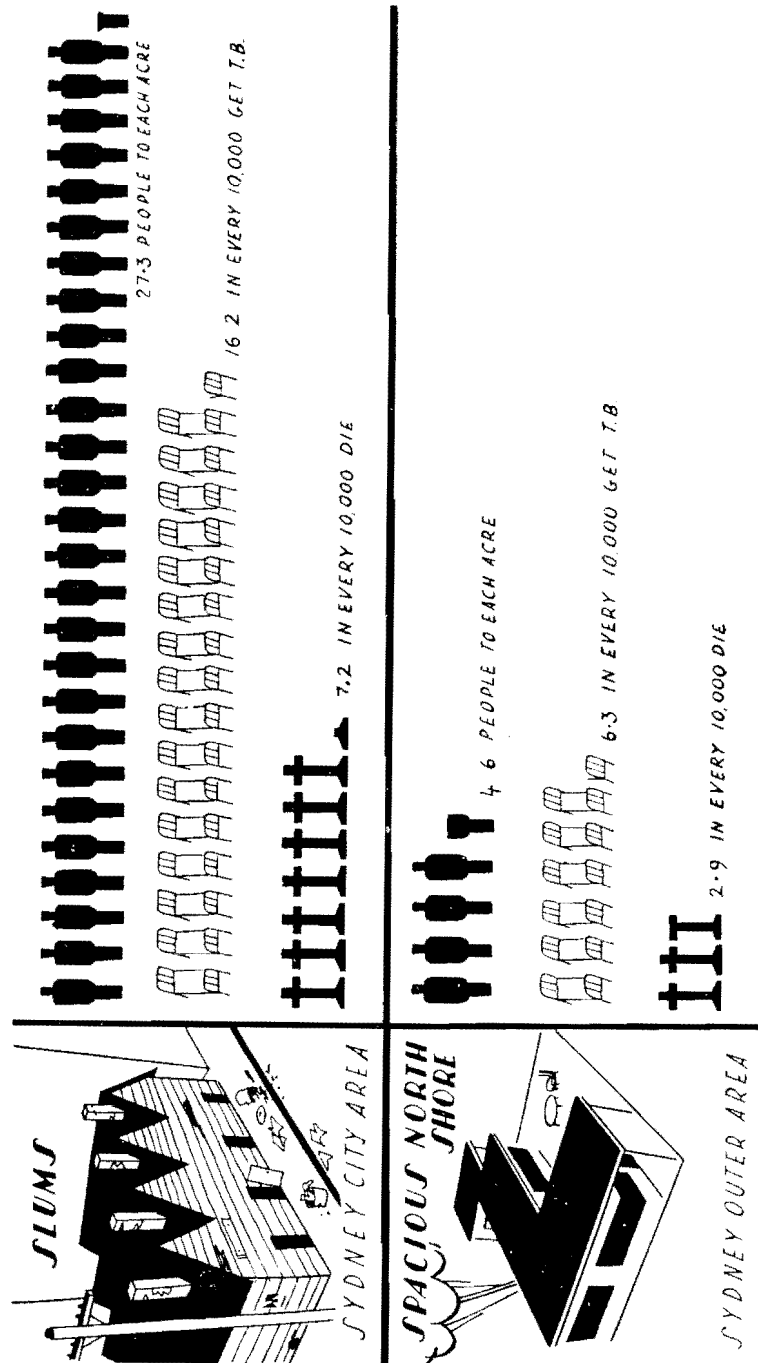 SLUMS
SYDNEY CITY AREA
27·3 PEOPLE TO EACH ACRE
16 2 IN EVERY 10,000 GET T.B.
7.2 IN EVERY 10,000 DIE
SPACIOUS NORTH
SHORE
SYDNEY OUTER AREA
4 6 PEOPLE TO EACH ACRE
6·3 IN EVERY 10,000 GET T.B.
2·9 IN EVERY 10,000 DIE